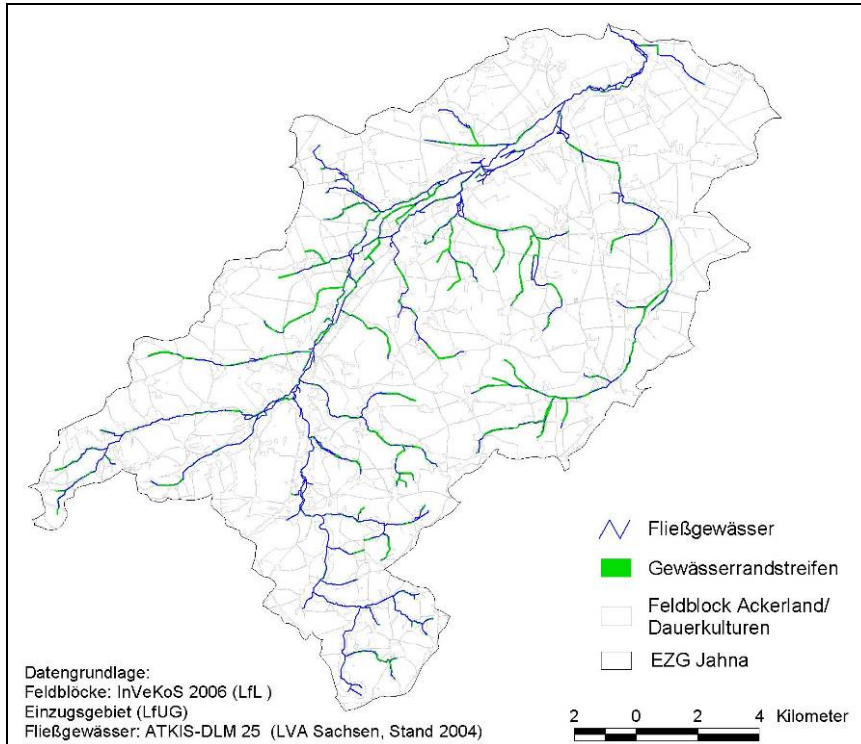 Fließgewässer
Gewässerrandstreifen
Feldblock Ackerland/
Dauerkulturen
EZG Jahna
Datengrundlage:
Feldblöcke: InVeKoS 2006 (LfL )
Einzugsgebiet (LfUG)
Fließgewässer: ATKIS-DLM 25 (LVA Sachsen, Stand 2004)
2 0 2 4 Kilometer